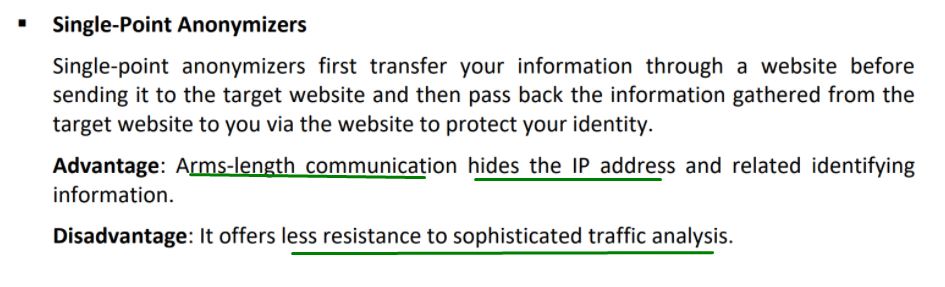 ▪ Single-Point Anonymizers
Single-point anonymizers first transfer your information through a website before
sending it to the target website and then pass back the information gathered from the
target website to you via the website to protect your identity.
Advantage: Arms-length communication hides the IP address and related identifying
information.
Disadvantage: It offers less resistance to sophisticated traffic analysis.